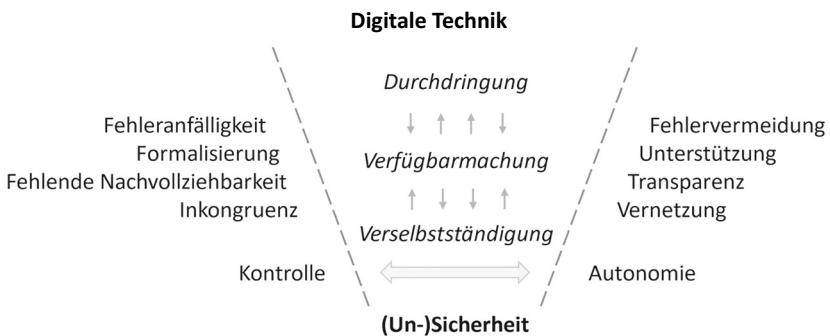 Digitale Technik
Durchdringung
Fehleranfälligkeit
Fehlervermeidung
Formalisierung
Verfügbarmachung
Unterstützung
Fehlende Nachvollziehbarkeit
Transparenz
Inkongruenz
Vernetzung
Verselbstständigung
Kontrolle
Autonomie
(Un-)Sicherheit